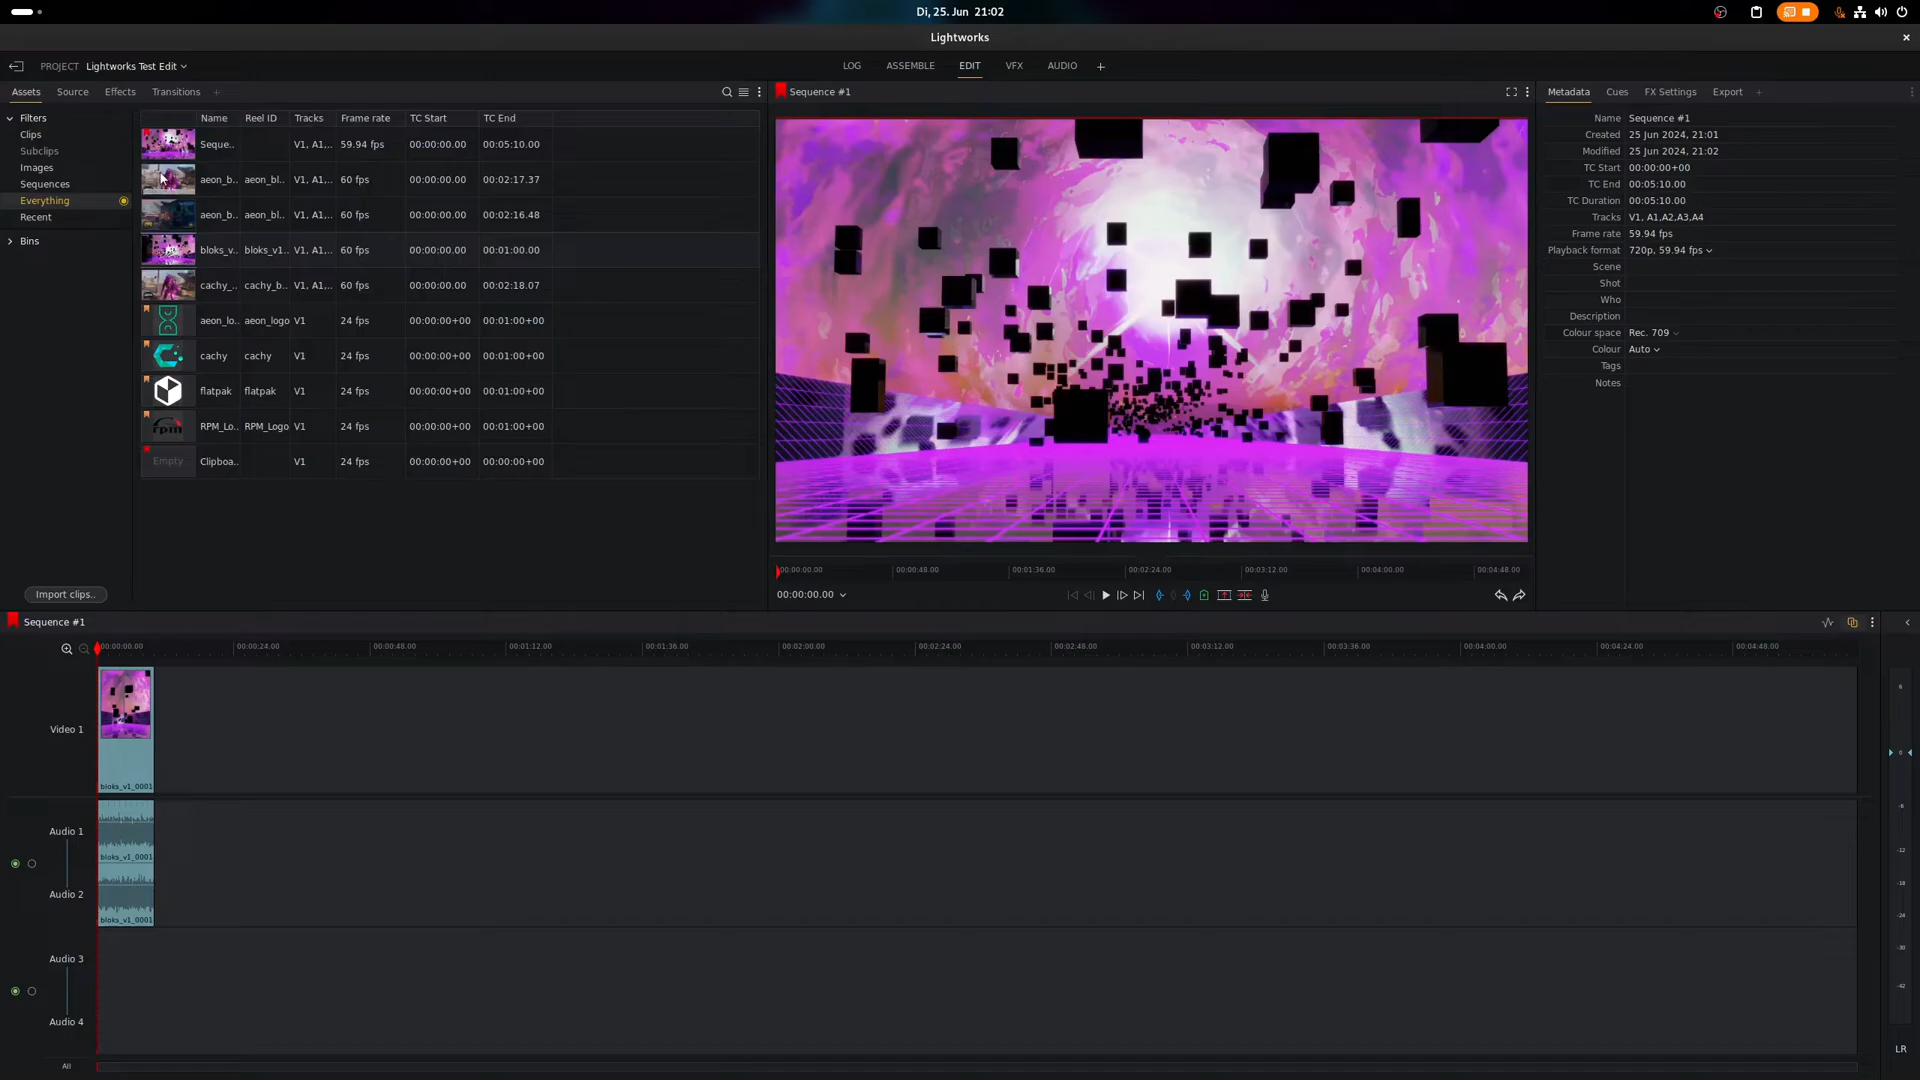 Di, 25. Jun 21:02
Lightworks
PROJECT Lightworks Test Edit
LOG ASSEMBLE EDIT VFX AUDIO +
Assets Source Effects Transitions +
Sequence #1
Metadata Cues FX Settings Export +
Filters
Clips
Subclips
Images
Sequences
Everything
Recent
Bins
Import clips..
Name Reel ID Tracks Frame rate TC Start TC End
Seque.. V1, A1,.. 59.94 fps 00:00:00.00 00:05:10.00
aeon_b.. aeon_bl.. V1, A1,.. 60 fps 00:00:00.00 00:02:17.37
aeon_b.. aeon_bl.. V1, A1,.. 60 fps 00:00:00.00 00:02:16.48
bloks_v.. bloks_v1.. V1, A1,.. 60 fps 00:00:00.00 00:01:00.00
cachy_.. cachy_b.. V1, A1,.. 60 fps 00:00:00.00 00:02:18.07
aeon_lo.. aeon_logo V1 24 fps 00:00:00+00 00:01:00+00
cachy cachy V1 24 fps 00:00:00+00 00:01:00+00
flatpak flatpak V1 24 fps 00:00:00+00 00:01:00+00
rpm RPM_Lo.. RPM_Logo V1 24 fps 00:00:00+00 00:01:00+00
Empty Clipboa.. V1 24 fps 00:00:00+00 00:00:00+00
00:00:00.00 00:00:48.00 00:01:36.00 00:02:24.00 00:03:12.00 00:04:00.00 00:04:48.00
00:00:00.00
Name Sequence #1
Created 25 Jun 2024, 21:01
Modified 25 Jun 2024, 21:02
TC Start 00:00:00+00
TC End 00:05:10.00
TC Duration 00:05:10.00
Tracks V1, A1,A2,A3,A4
Frame rate 59.94 fps
Playback format 720p, 59.94 fps
Scene
Shot
Who
Description
Colour space Rec. 709
Colour Auto
Tags
Notes
Sequence #1
00:00:00.00 00:00:24.00 00:00:48.00 00:01:12.00 00:01:36.00 00:02:00.00 00:02:24.00 00:02:48.00 00:03:12.00 00:03:36.00 00:04:00.00 00:04:24.00 00:04:48.00
Video 1
bloks_v1_0001
Audio 1
bloks_v1_0001
Audio 2
bloks_v1_0001
Audio 3
Audio 4
All
6
0
-6
-12
-18
-24
-30
-36
-42
LR